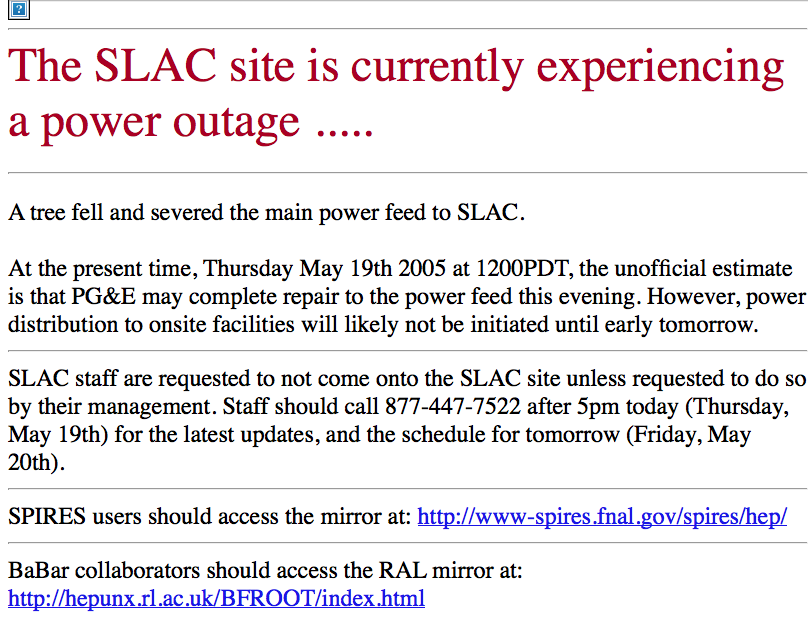 The SLAC site is currently experiencing
a power outage .....
A tree fell and severed the main power feed to SLAC.
At the present time, Thursday May 19th 2005 at 1200PDT, the unofficial estimate
is that PG&E may complete repair to the power feed this evening. However, power
distribution to onsite facilities will likely not be initiated until early tomorrow.
SLAC staff are requested to not come onto the SLAC site unless requested to do so
by their management. Staff should call 877-447-7522 after 5pm today (Thursday,
May 19th) for the latest updates, and the schedule for tomorrow (Friday, May
20th).
SPIRES users should access the mirror at: http://www-spires.fnal.gov/spires/hep/
BaBar collaborators should access the RAL mirror at:
http://hepunx.rl.ac.uk/BFROOT/index.html